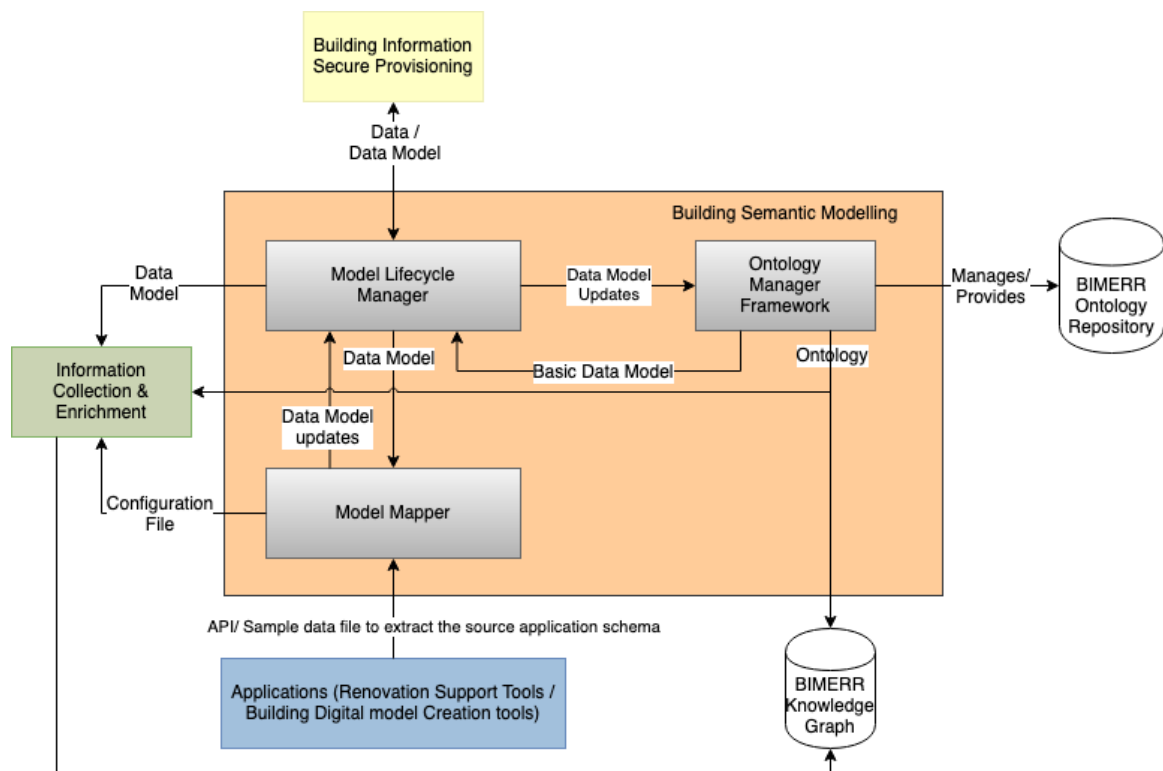 Building Information
Secure Provisioning
Data /
Data Model
Building Semantic Modelling
Model Lifecycle
Manager
Data Model
Updates
Ontology
Manager
Framework
Manages/
Provides
BIMERR
Ontology
Repository
Data
Model
Data Model
Basic Data Model
Ontology
Information
Collection &
Enrichment
Data Model
updates
Configuration
File
Model Mapper
API/ Sample data file to extract the source application schema
Applications (Renovation Support Tools /
Building Digital model Creation tools)
BIMERR
Knowledge
Graph